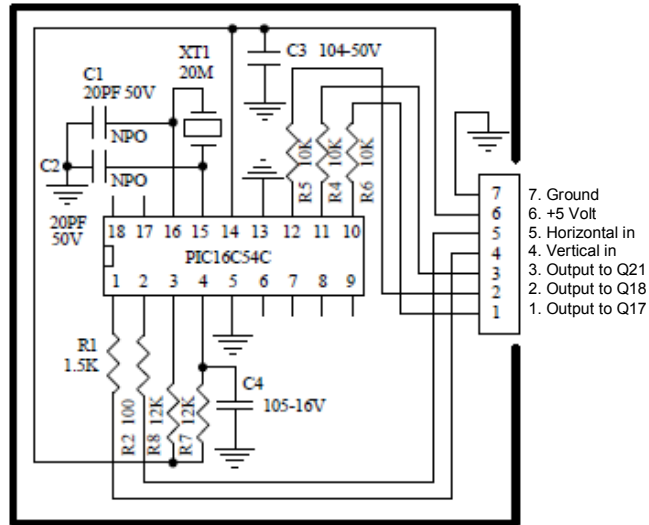 C3 104-50V
XT1
20M
C1
20PF 50V
NPO
C2
NPO
20PF
50V
R5 10K
R4 10K
R6 10K
18 17 16 15 14 13 12 11 10
PIC16C54C
1 2 3 4 5 6 7 8 9
7
6
5
4
3
2
1
7. Ground
6. +5 Volt
5. Horizontal in
4. Vertical in
3. Output to Q21
2. Output to Q18
1. Output to Q17
R1
1.5K
R2 100
R8 12K
R7 12K
C4
105-16V